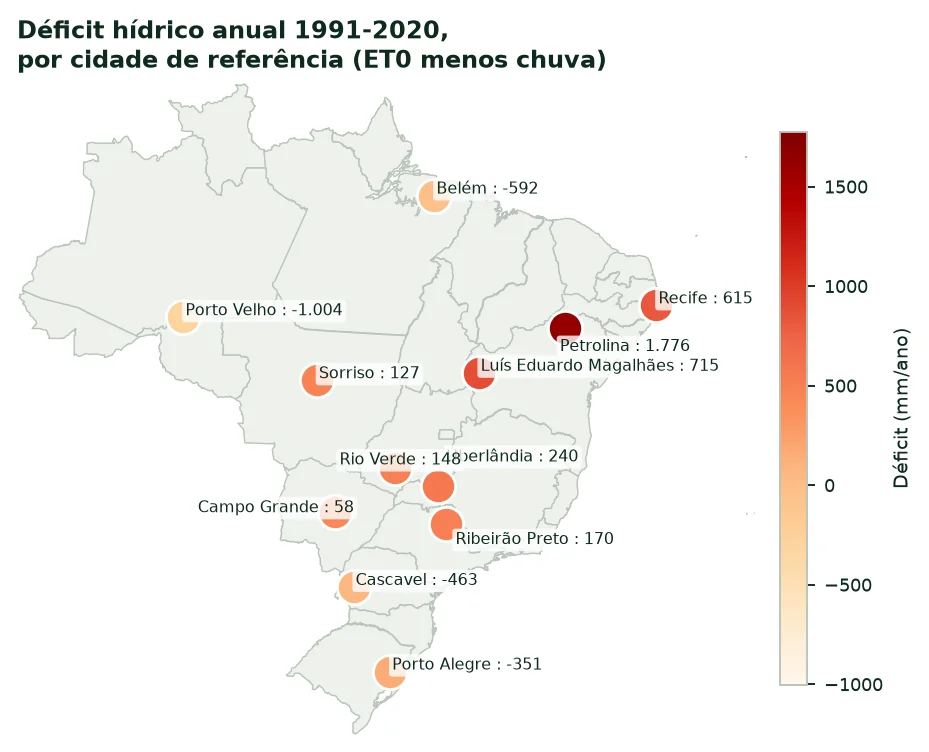 Déficit hídrico anual 1991-2020,
por cidade de referência (ET0 menos chuva)
Belém : -592
1500
1000
Recife : 615
Porto Velho : -1.004
Petrolina : 1.776
Luís Eduardo Magalhães : 715
Sorriso : 127
500
Déficit (mm/ano)
0
Rio Verde : 148
berlândia : 240
Campo Grande : 58
Ribeirão Preto : 170
Cascavel : -463
−500
Porto Alegre : -351
−1000